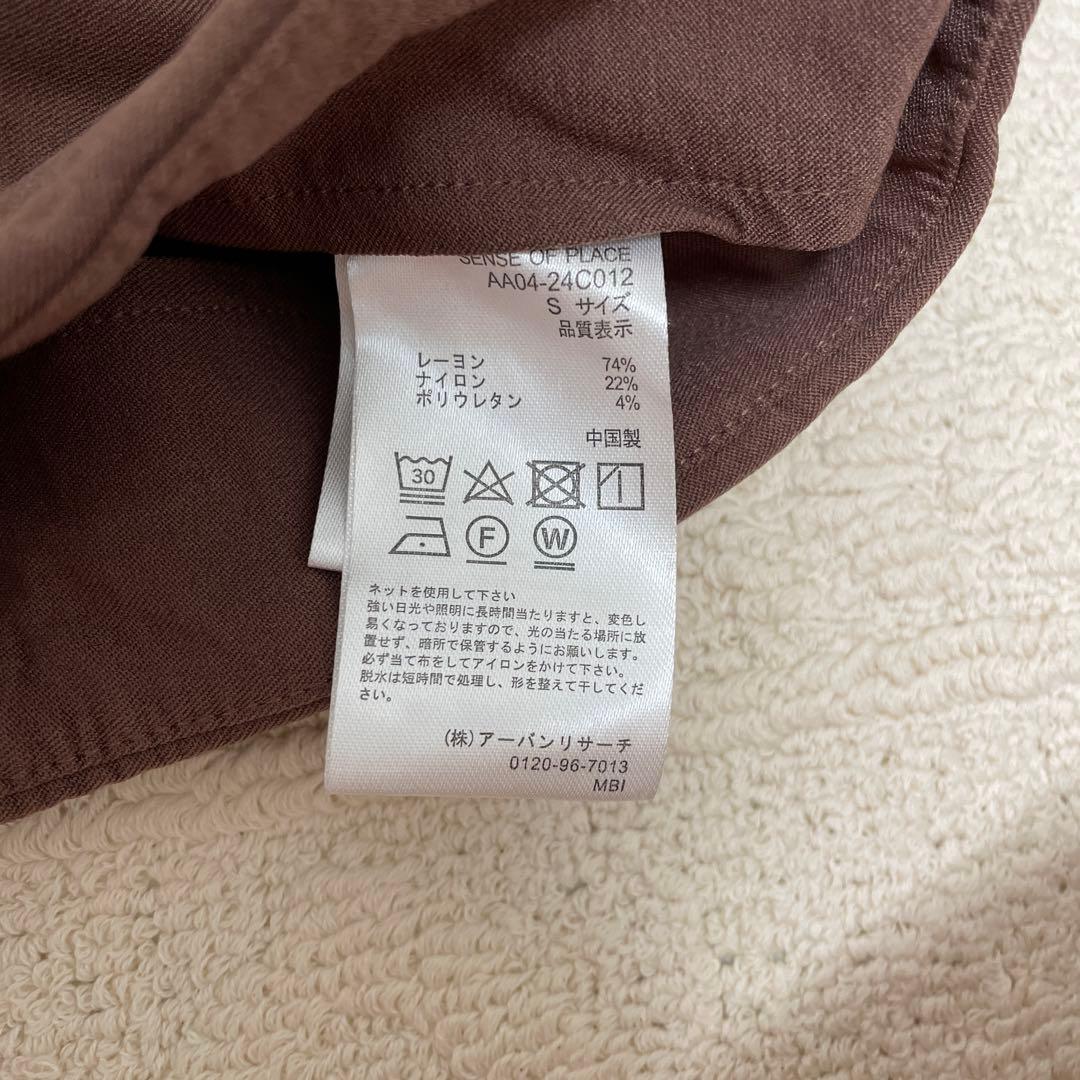 SENSE OF PLACE
AA04-24C012
S サイズ
品質表示
レーヨン 74%
ナイロン 22%
ポリウレタン 4%
中国製
30
F W
ネットを使用して下さい
強い日光や照明に長時間当たりますと、変色し
易くなっておりますので、光の当たる場所に放
置せず、暗所で保管するようにお願いします。
必ず当て布をしてアイロンをかけて下さい。
脱水は短時間で処理し、形を整えて干してくだ
さい。
(株)アーバンリサーチ
0120-96-7013
MBI